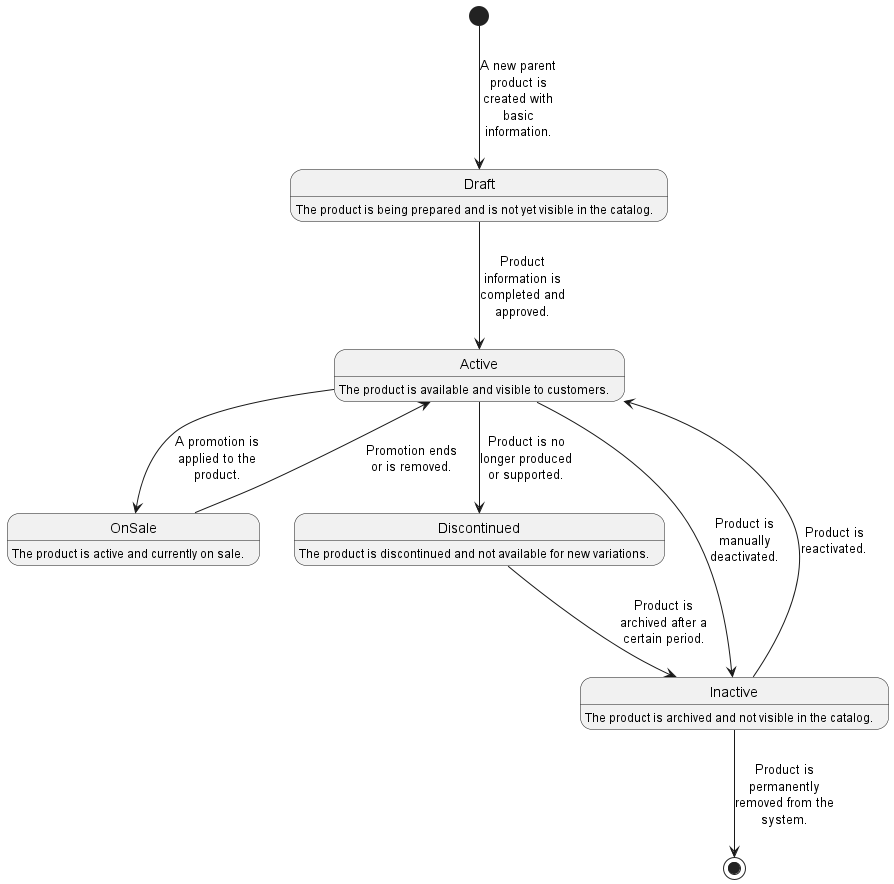 A new parent
product is
created with
basic
information.
Draft
The product is being prepared and is not yet visible in the catalog.
Product
information is
completed and
approved.
Active
The product is available and visible to customers.
A promotion is
applied to the
product.
Promotion ends
or is removed.
Product is no
longer produced
or supported.
Product is
manually
deactivated.
Product is
reactivated.
OnSale
The product is active and currently on sale.
Discontinued
The product is discontinued and not available for new variations.
Product is
archived after a
certain period.
Inactive
The product is archived and not visible in the catalog.
Product is
permanently
removed from the
system.